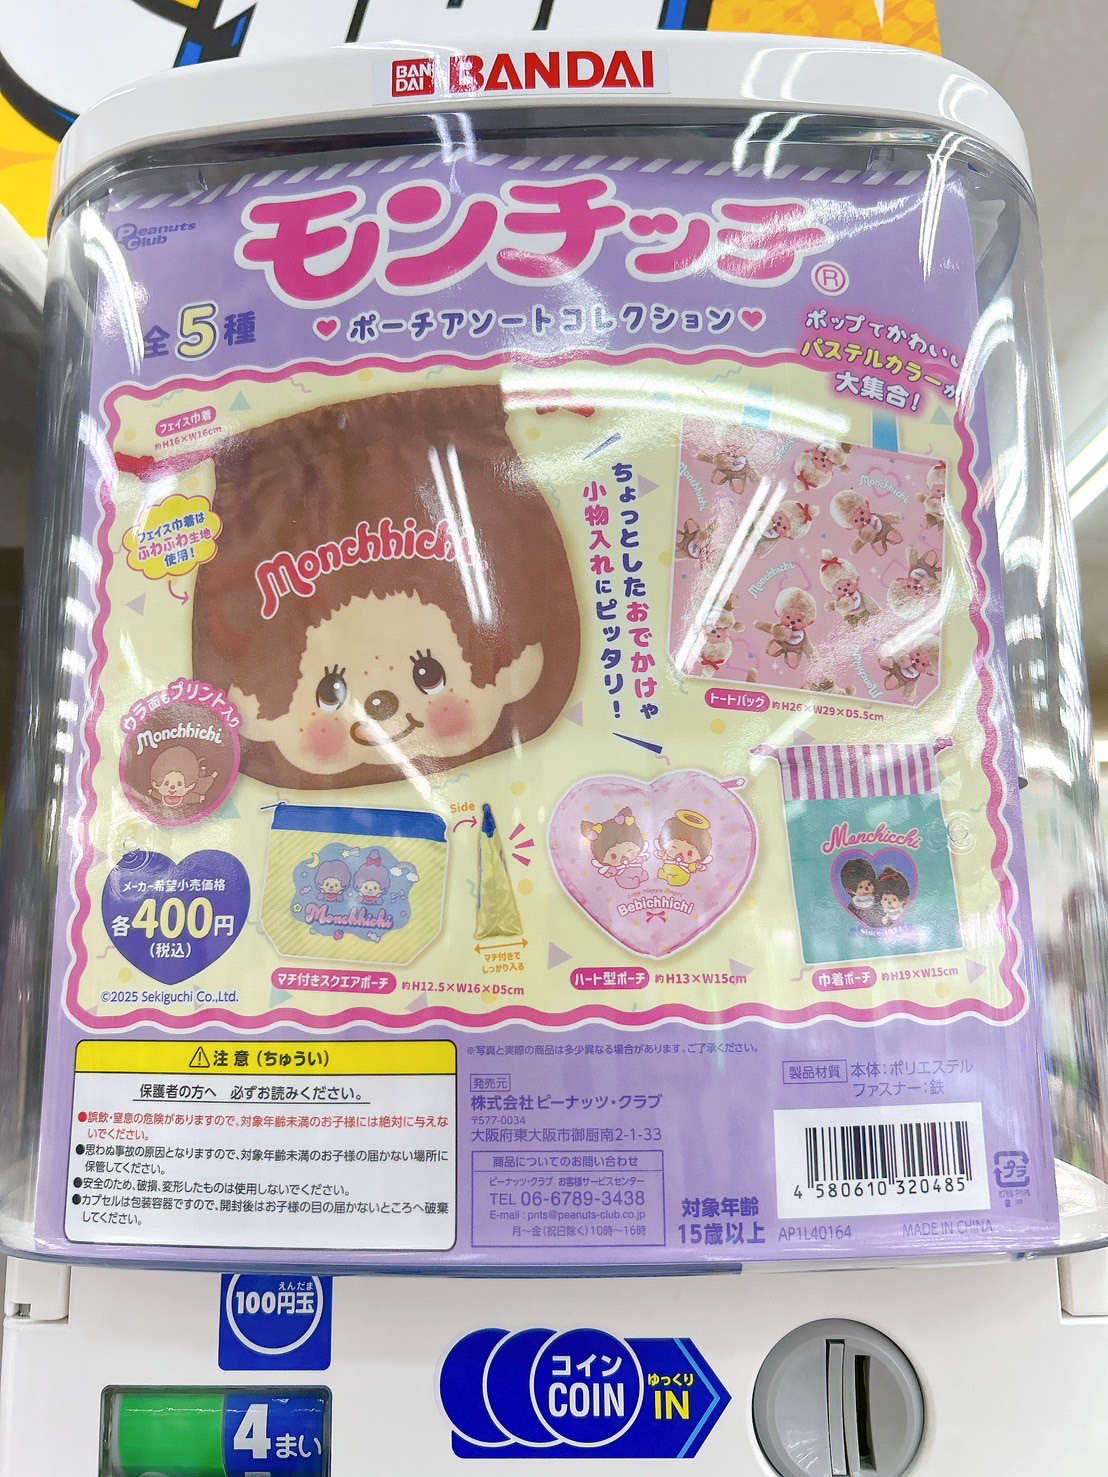 BAN
DAI
BANDAI
Peanuts
Club
モンチッチ®
全5種
ポーチアソートコレクション
ポップでかわいい
パステルカラーが
大集合!
フェイス巾着
約H16×W16cm
フェイス巾着は
ふわふわ生地
使用!
Monchhichi
ちょっとしたおでかけや
小物入れにピッタリ!
Monchhichi
Monchhichi
Monchhichi
トートバッグ 約H26×W29×D5.5cm
ウラ面もプリント入り
Monchhichi
メーカー希望小売価格
各400円
(税込)
©2025 Sekiguchi Co.,Ltd.
Monchhichi
Side
マチ付きで
しっかり入る
マチ付きスクエアポーチ 約H12.5×W16×D5cm
Bebichhichi
ハート型ポーチ 約H13×W15cm
Monchicchi
Since 1974
巾着ポーチ 約H19×W15cm
⚠注意(ちゅうい)
保護者の方へ 必ずお読みください。
●誤飲・窒息の危険がありますので、対象年齢未満のお子様には絶対に与えな
いでください。
●思わぬ事故の原因となりますので、対象年齢未満のお子様の届かない場所に
保管してください。
●安全のため、破損、変形したものは使用しないでください。
●カプセルは包装容器ですので、開封後はお子様の目の届かないところへ破棄
してください。
※写真と実際の商品は多少異なる場合があります。ご了承ください。
発売元
株式会社ピーナッツ・クラブ
〒577-0034
大阪府東大阪市御厨南2-1-33
商品についてのお問い合わせ
ピーナッツ・クラブ お客様サービスセンター
TEL 06-6789-3438
E-mail:pnts@peanuts-club.co.jp
月〜金(祝日除く)10時〜16時
製品材質 本体:ポリエステル
ファスナー:鉄
4 580610 320485
プラ
対象年齢
15歳以上
AP1L40164
MADE IN CHINA
えんだま
100円玉
4まい
コイン
COIN
ゆっくり
IN